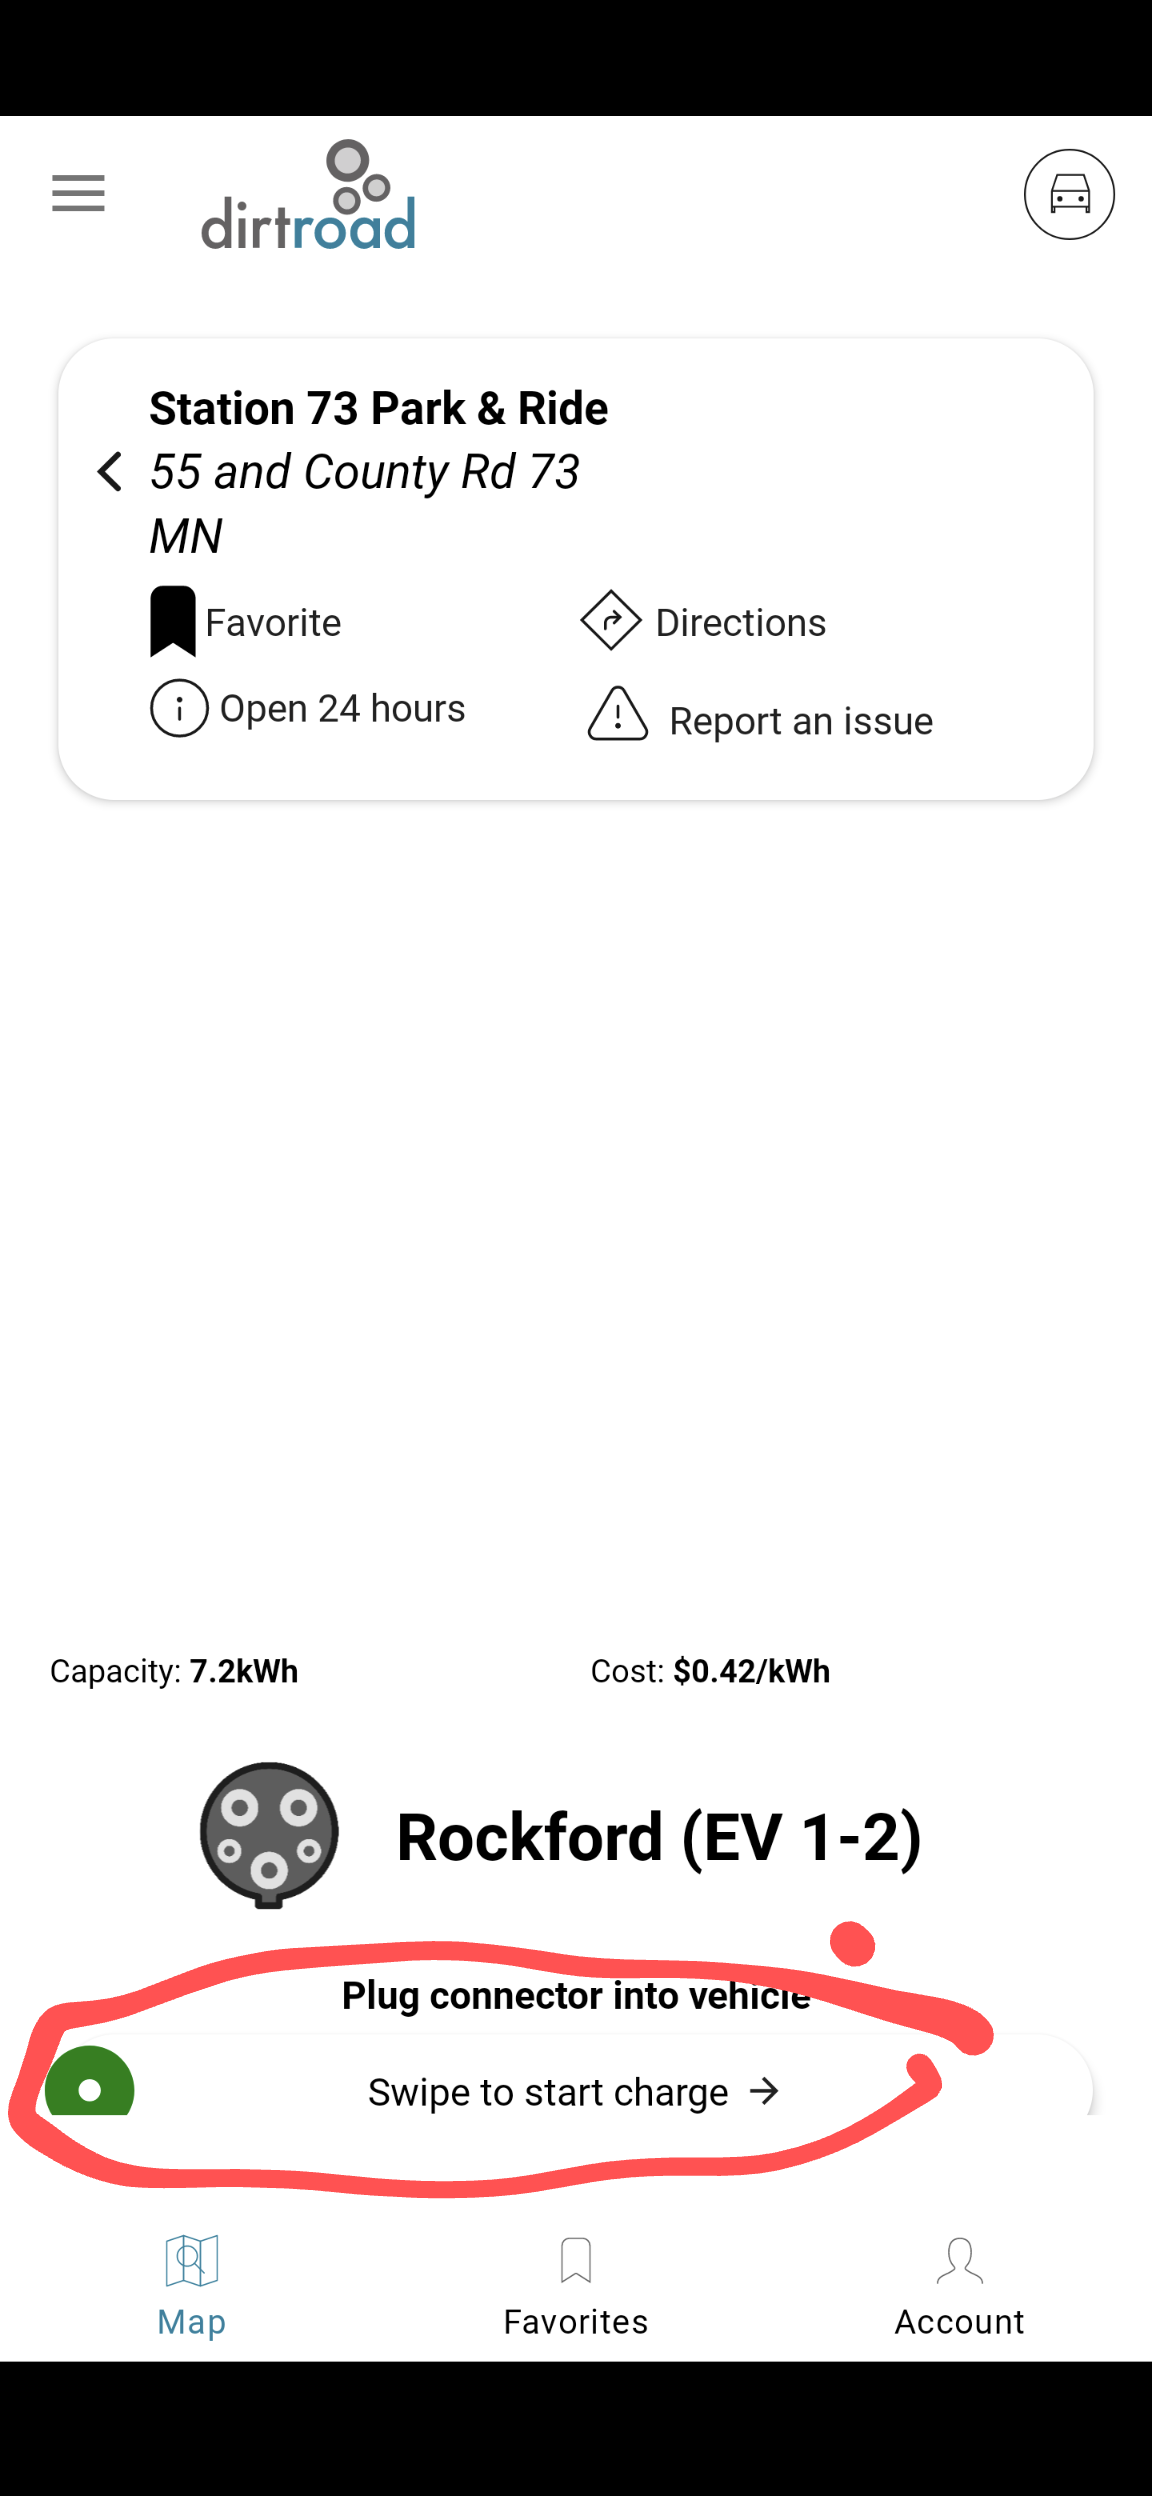 dirtroad
Station 73 Park & Ride
55 and County Rd 73
MN
Favorite
Directions
Open 24 hours
Report an issue
Capacity: 7.2kWh
Cost: $0.42/kWh
Rockford (EV 1-2)
Plug connector into vehicle
Swipe to start charge →
Map
Favorites
Account